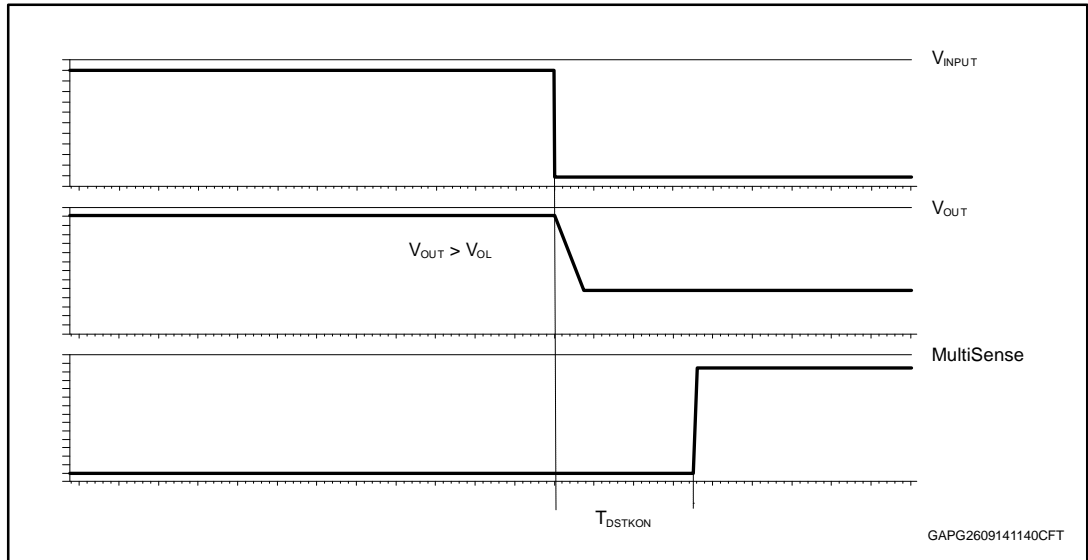 VINPUT
VOUT
VOUT > VOL
MultiSense
TDSTKON
GAPG2609141140CFT